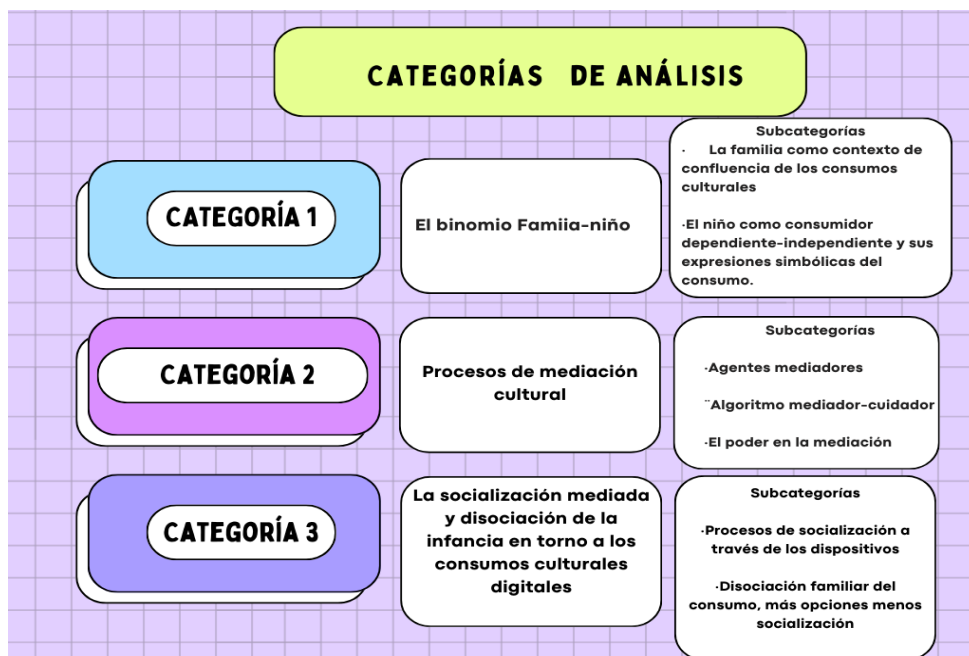 CATEGORÍAS DE ANÁLISIS
CATEGORÍA 1
El binomio Famiia-niño
Subcategorías
· La familia como contexto de
confluencia de los consumos
culturales
·El niño como consumidor
dependiente-independiente y sus
expresiones simbólicas del
consumo.
CATEGORÍA 2
Procesos de mediación
cultural
Subcategorías
·Agentes mediadores
¨Algoritmo mediador-cuidador
·El poder en la mediación
CATEGORÍA 3
La socialización mediada
y disociación de la
infancia en torno a los
consumos culturales
digitales
Subcategorías
·Procesos de socialización a
través de los dispositivos
·Disociación familiar del
consumo, más opciones menos
socialización